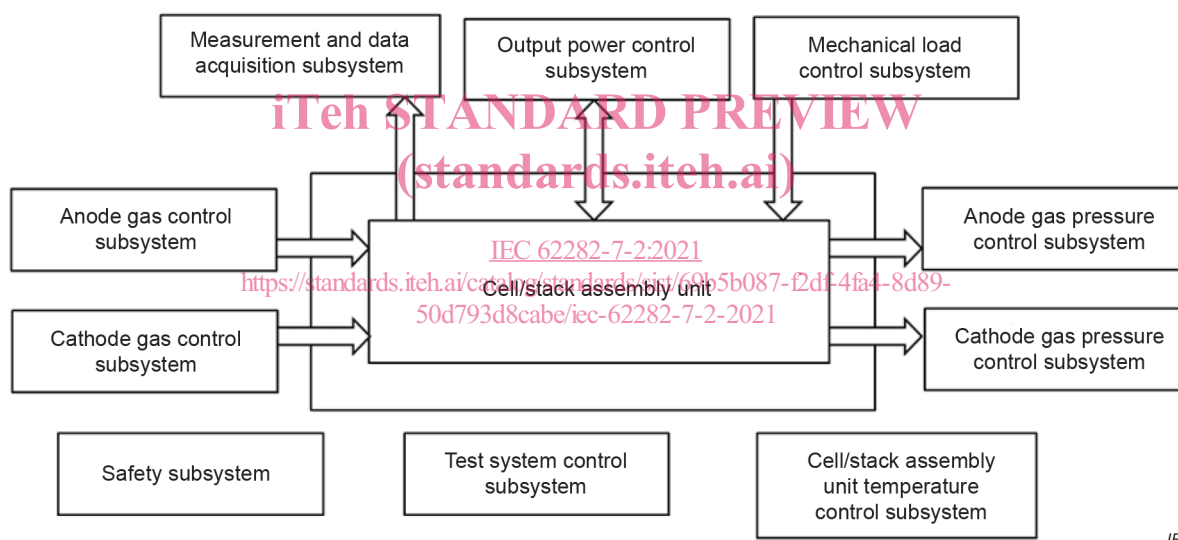 Measurement and data
acquisition subsystem
Output power control
subsystem
Mechanical load
control subsystem
iTeh STANDARD PREVIEW
(standards.iteh.ai)
Anode gas control
subsystem
Anode gas pressure
control subsystem
IEC 62282-7-2:2021
https://standards.iteh.ai/catalog/standards/sist/69b5b087-f2df-4fa4-8d89-
Cell/stack assembly unit
50d793d8cabe/iec-62282-7-2-2021
Cathode gas control
subsystem
Cathode gas pressure
control subsystem
Safety subsystem
Test system control
subsystem
Cell/stack assembly
unit temperature
control subsystem